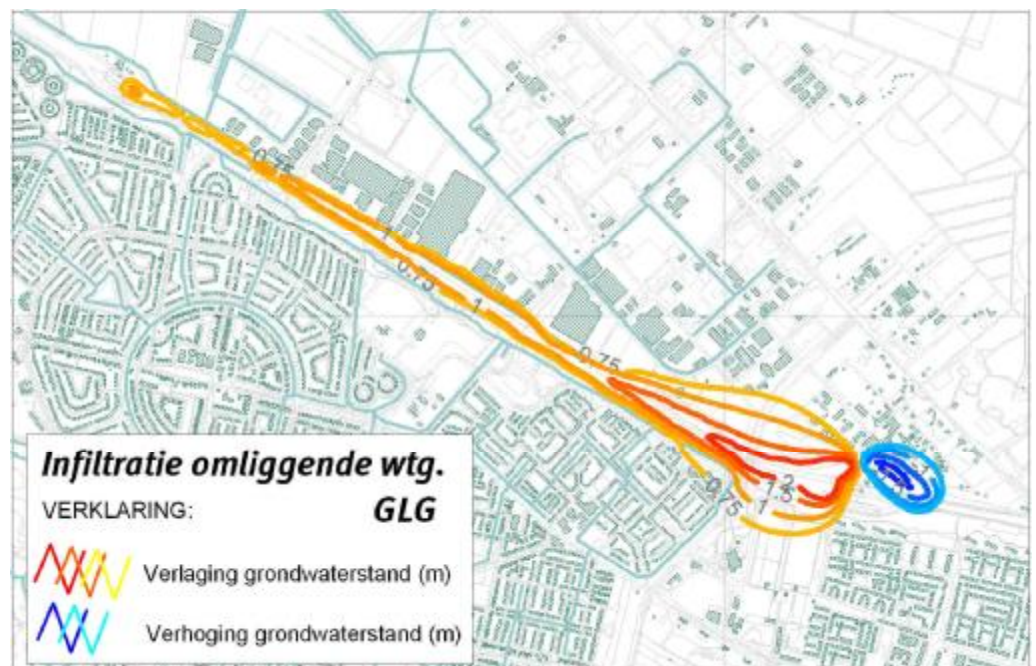 0.75
1
0.75
1
0.75
2
1.5
1
0.75
Infiltratie omliggende wtg.
VERKLARING: GLG
Verlaging grondwaterstand (m)
Verhoging grondwaterstand (m)